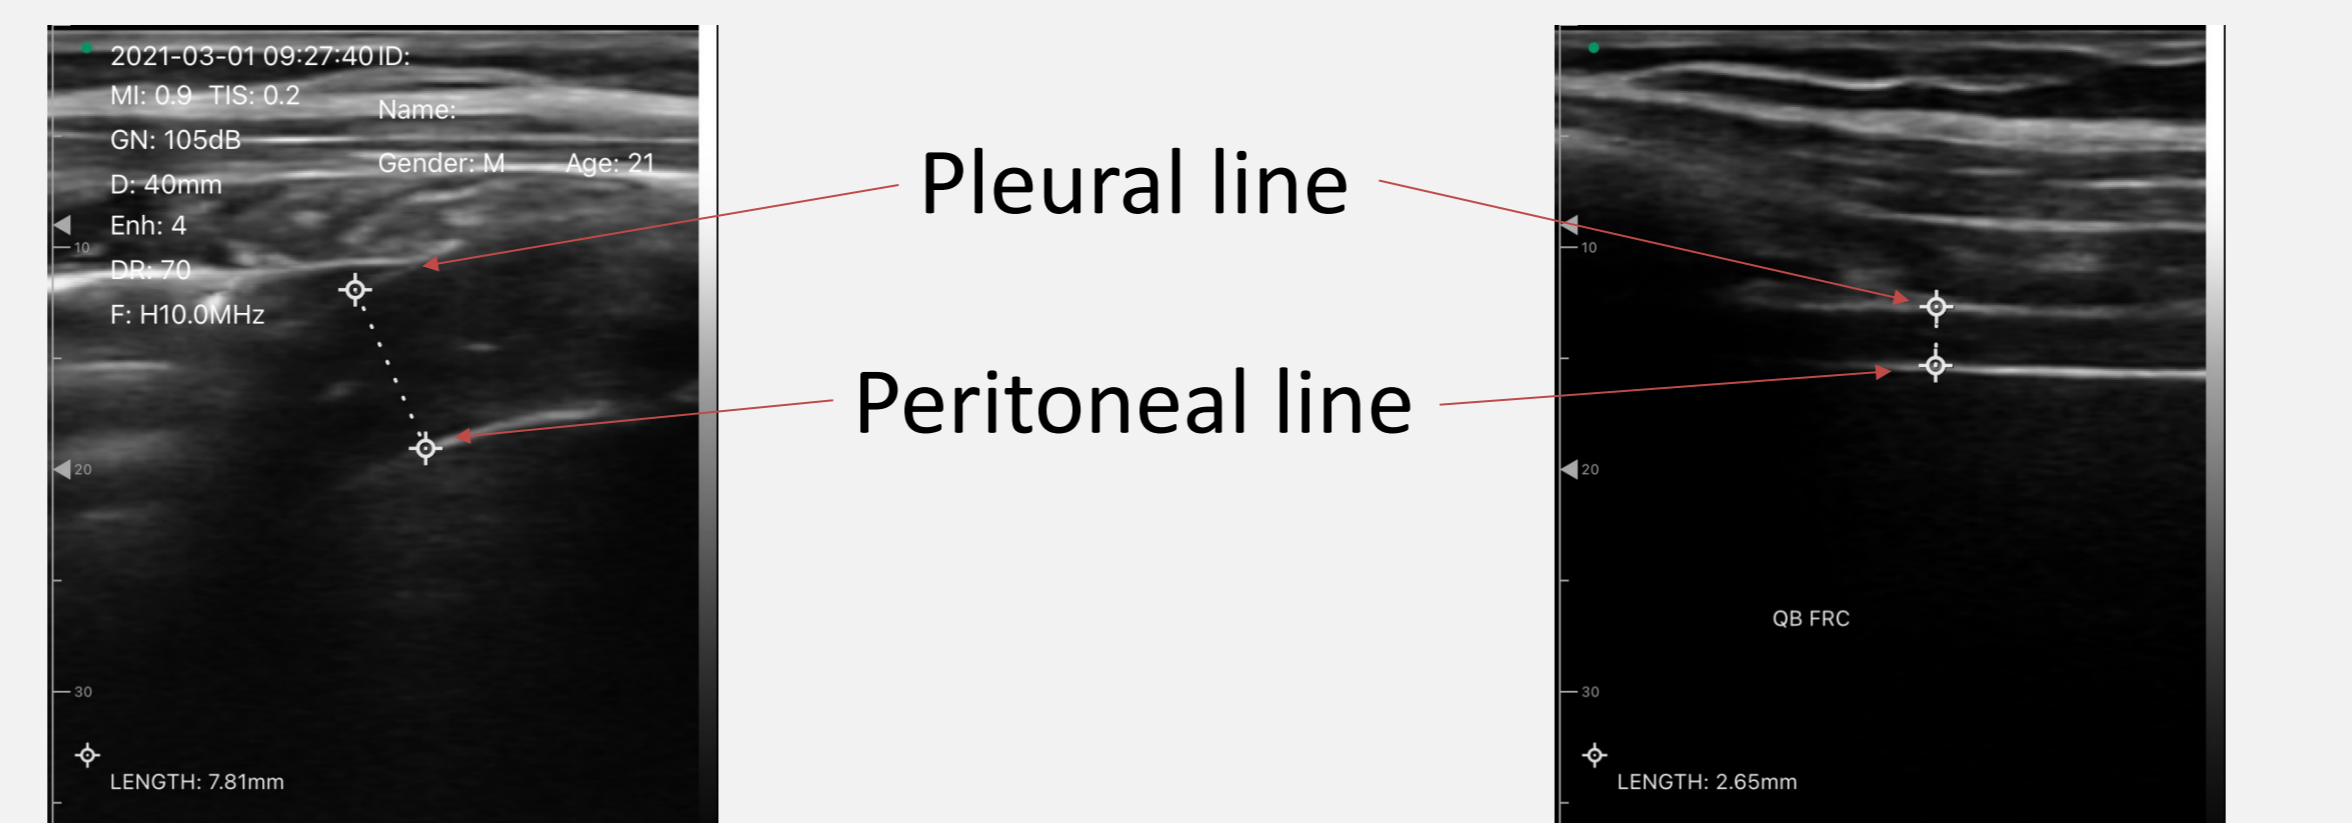 2021-03-01 09:27:40 ID:
MI: 0.9 TIS: 0.2
Name:
GN: 105dB
Gender: M Age: 21
D: 40mm
Enh: 4
10
DR: 70
F: H10.0MHz
20
30
LENGTH: 7.81mm
Pleural line
Peritoneal line
10
20
QB FRC
30
LENGTH: 2.65mm